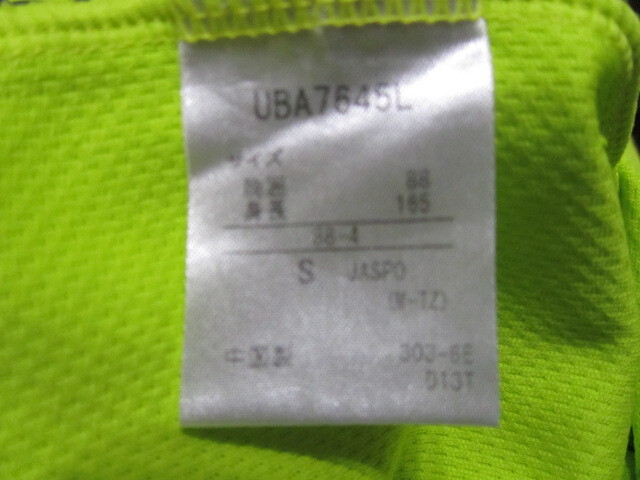 UBA7645L
サイズ
胸囲 88
身長 165
88-4
S JASPO
(M-TZ)
中国製 303-6E
D13T